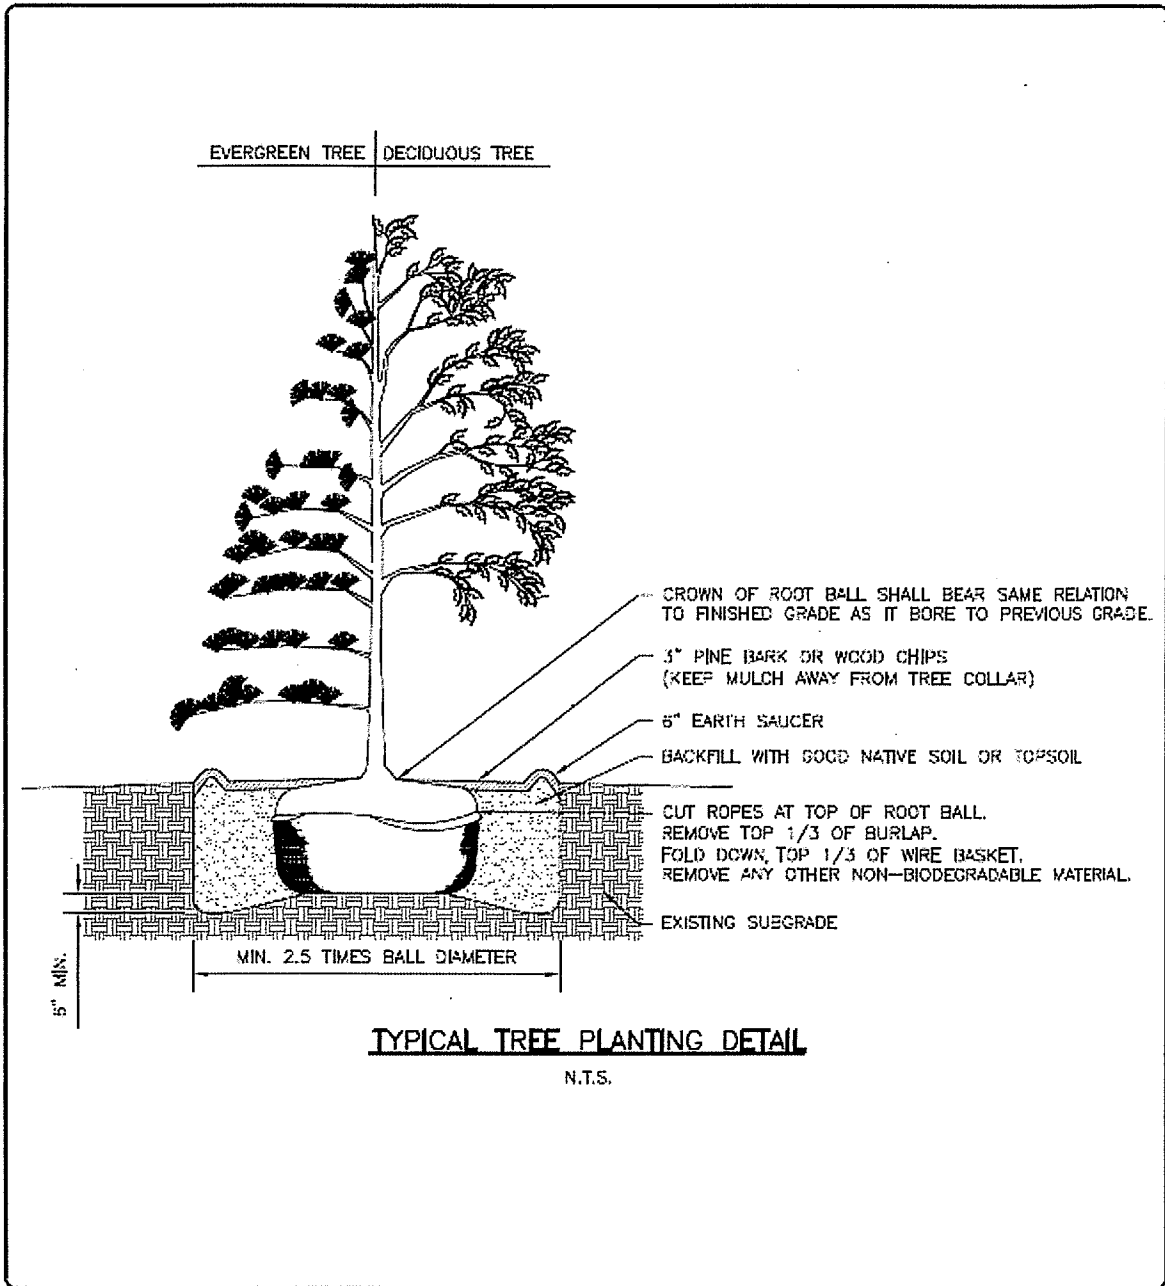 EVERGREEN TREE | DECIDUOUS TREE
CROWN OF ROOT BALL SHALL BEAR SAME RELATION
TO FINISHED GRADE AS IT BORE TO PREVIOUS GRADE.
3" PINE BARK OR WOOD CHIPS
(KEEP MULCH AWAY FROM TREE COLLAR)
6" EARTH SAUCER
BACKFILL WITH GOOD NATIVE SOIL OR TOPSOIL
CUT ROPES AT TOP OF ROOT BALL.
REMOVE TOP 1/3 OF BURLAP.
FOLD DOWN, TOP 1/3 OF WIRE BASKET.
REMOVE ANY OTHER NON-BIODEGRADABLE MATERIAL.
EXISTING SUBGRADE
MIN. 2.5 TIMES BALL DIAMETER
MIN.
TYPICAL TREE PLANTING DETAIL
N.T.S.